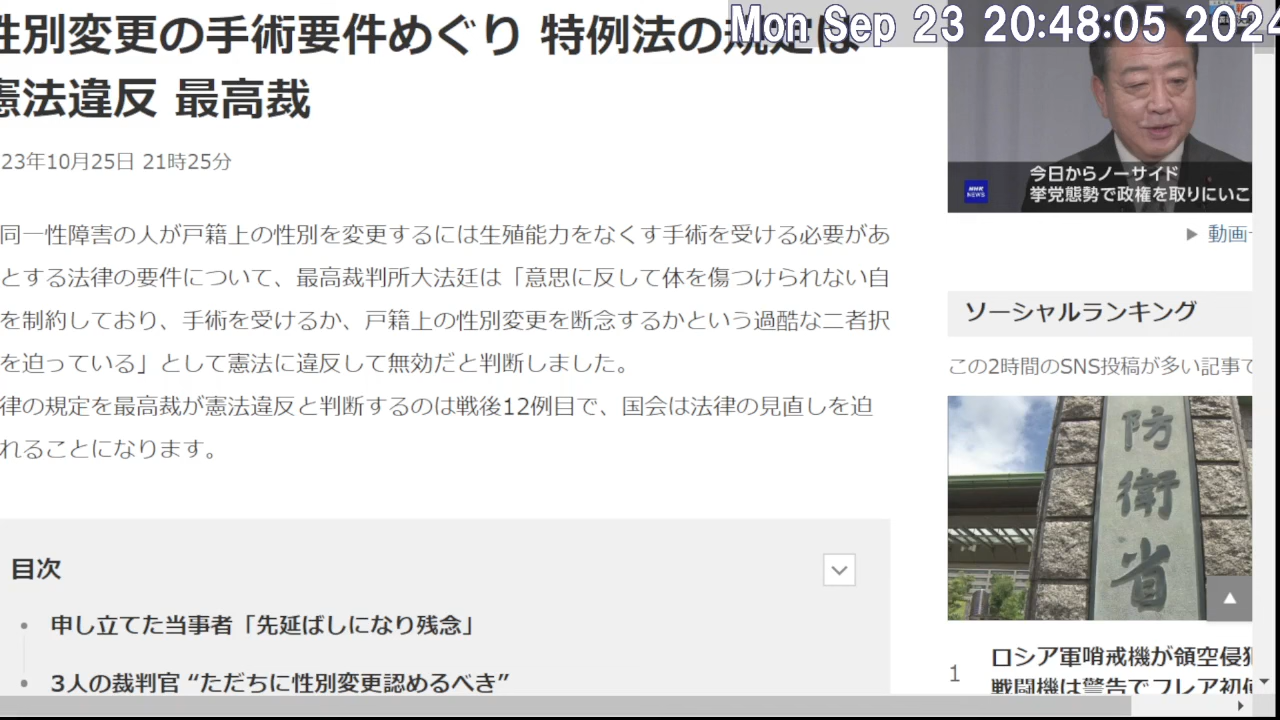 Mon Sep 23 20:48:05 2024
性別変更の手術要件めぐり 特例法の規定は
憲法違反 最高裁
23年10月25日 21時25分
同一性障害の人が戸籍上の性別を変更するには生殖能力をなくす手術を受ける必要があ
とする法律の要件について、最高裁判所大法廷は「意思に反して体を傷つけられない自
を制約しており、手術を受けるか、戸籍上の性別変更を断念するかという過酷な二者択
を迫っている」として憲法に違反して無効だと判断しました。
律の規定を最高裁が憲法違反と判断するのは戦後12例目で、国会は法律の見直しを迫
れることになります。
目次
申し立てた当事者「先延ばしになり残念」
3人の裁判官 “ただちに性別変更認めるべき”
今日からノーサイド
挙党態勢で政権を取りにいこ
NHK
NEWS
動画
ソーシャルランキング
この2時間のSNS投稿が多い記事で
防衛省
1
ロシア軍哨戒機が領空侵犯
戦闘機は警告でフレア初使